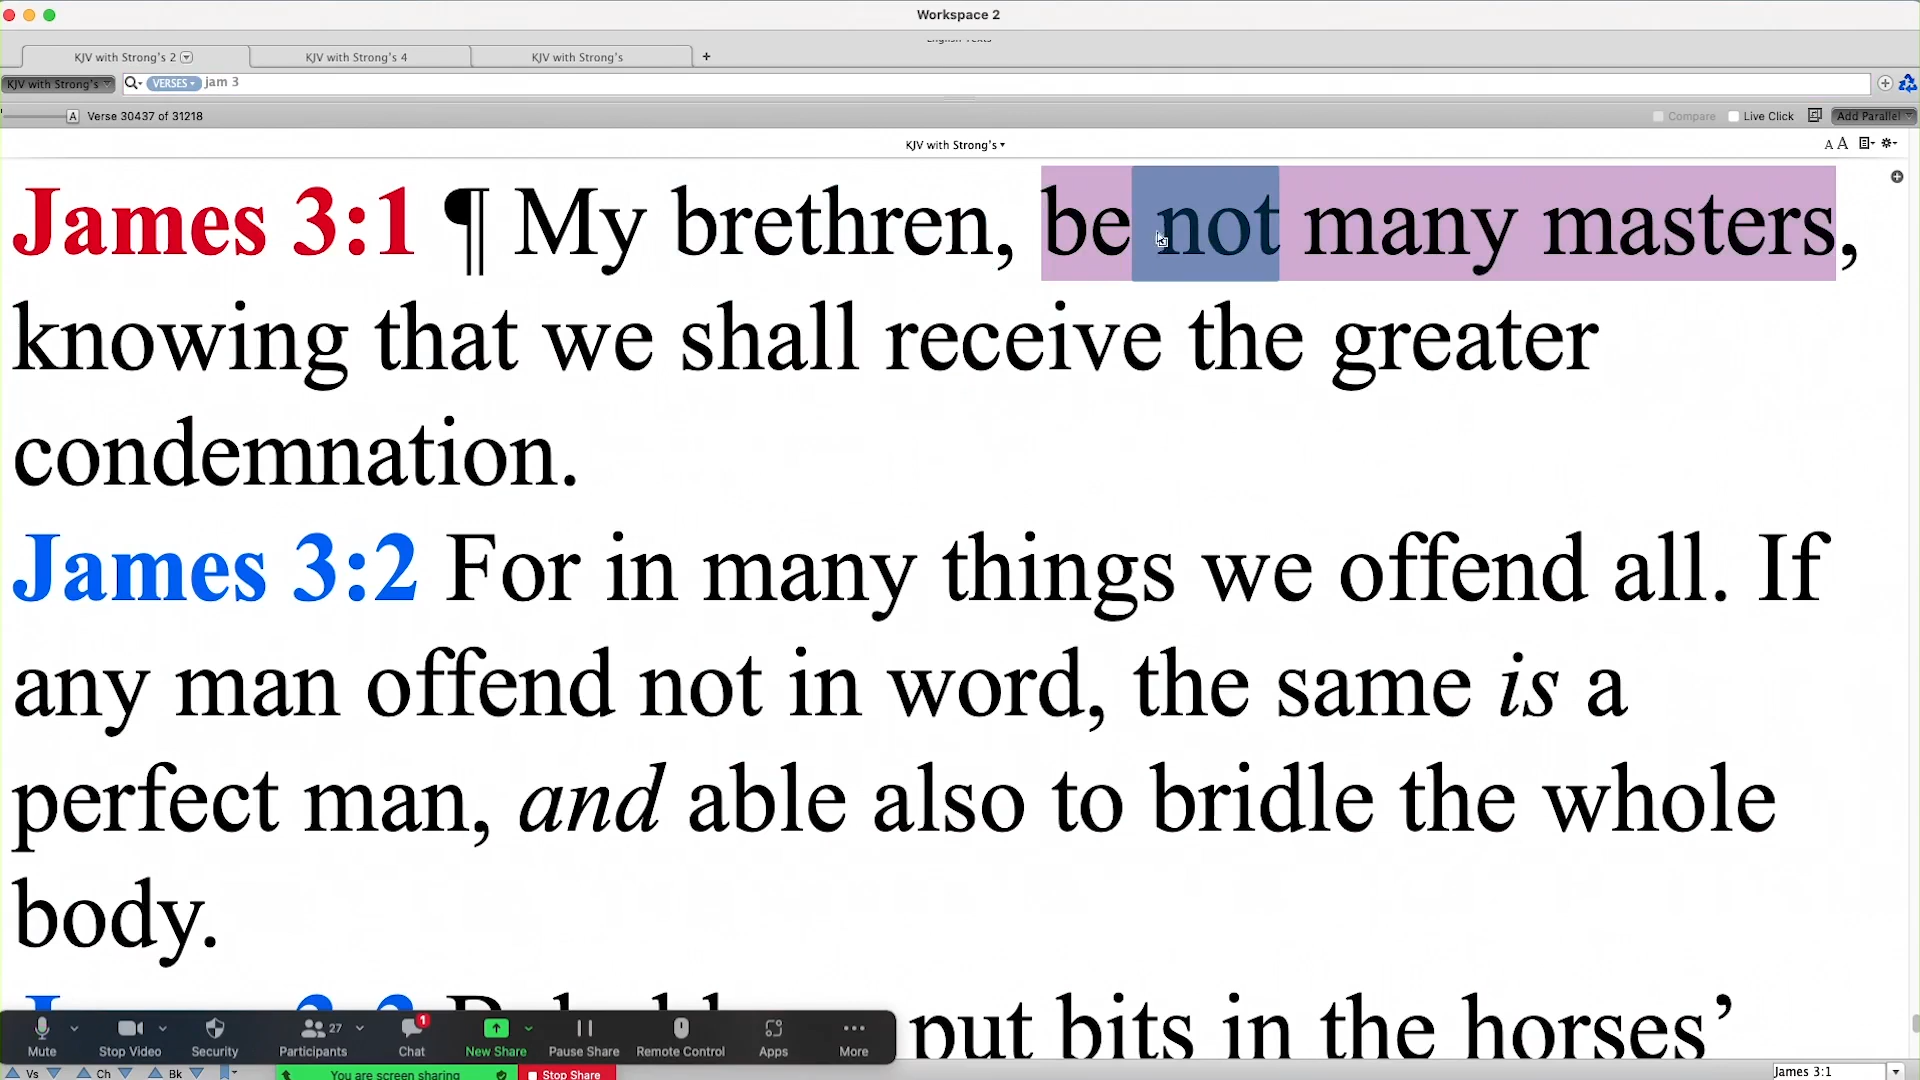 Workspace 2
English Texts
KJV with Strong's 2
KJV with Strong's 4
KJV with Strong's
+
KJV with Strong's
VERSES
jam 3
A
Verse 30437 of 31218
Compare
Live Click
Add Parallel
KJV with Strong's
A A
James 3:1 ¶ My brethren, be not many masters,
knowing that we shall receive the greater
condemnation.
James 3:2 For in many things we offend all. If
any man offend not in word, the same is a
perfect man, and able also to bridle the whole
body.
put bits in the horses’
Mute
Stop Video
Security
27
Participants
1
Chat
New Share
Pause Share
Remote Control
Apps
More
Vs
Ch
Bk
You are screen sharing
Stop Share
James 3:1